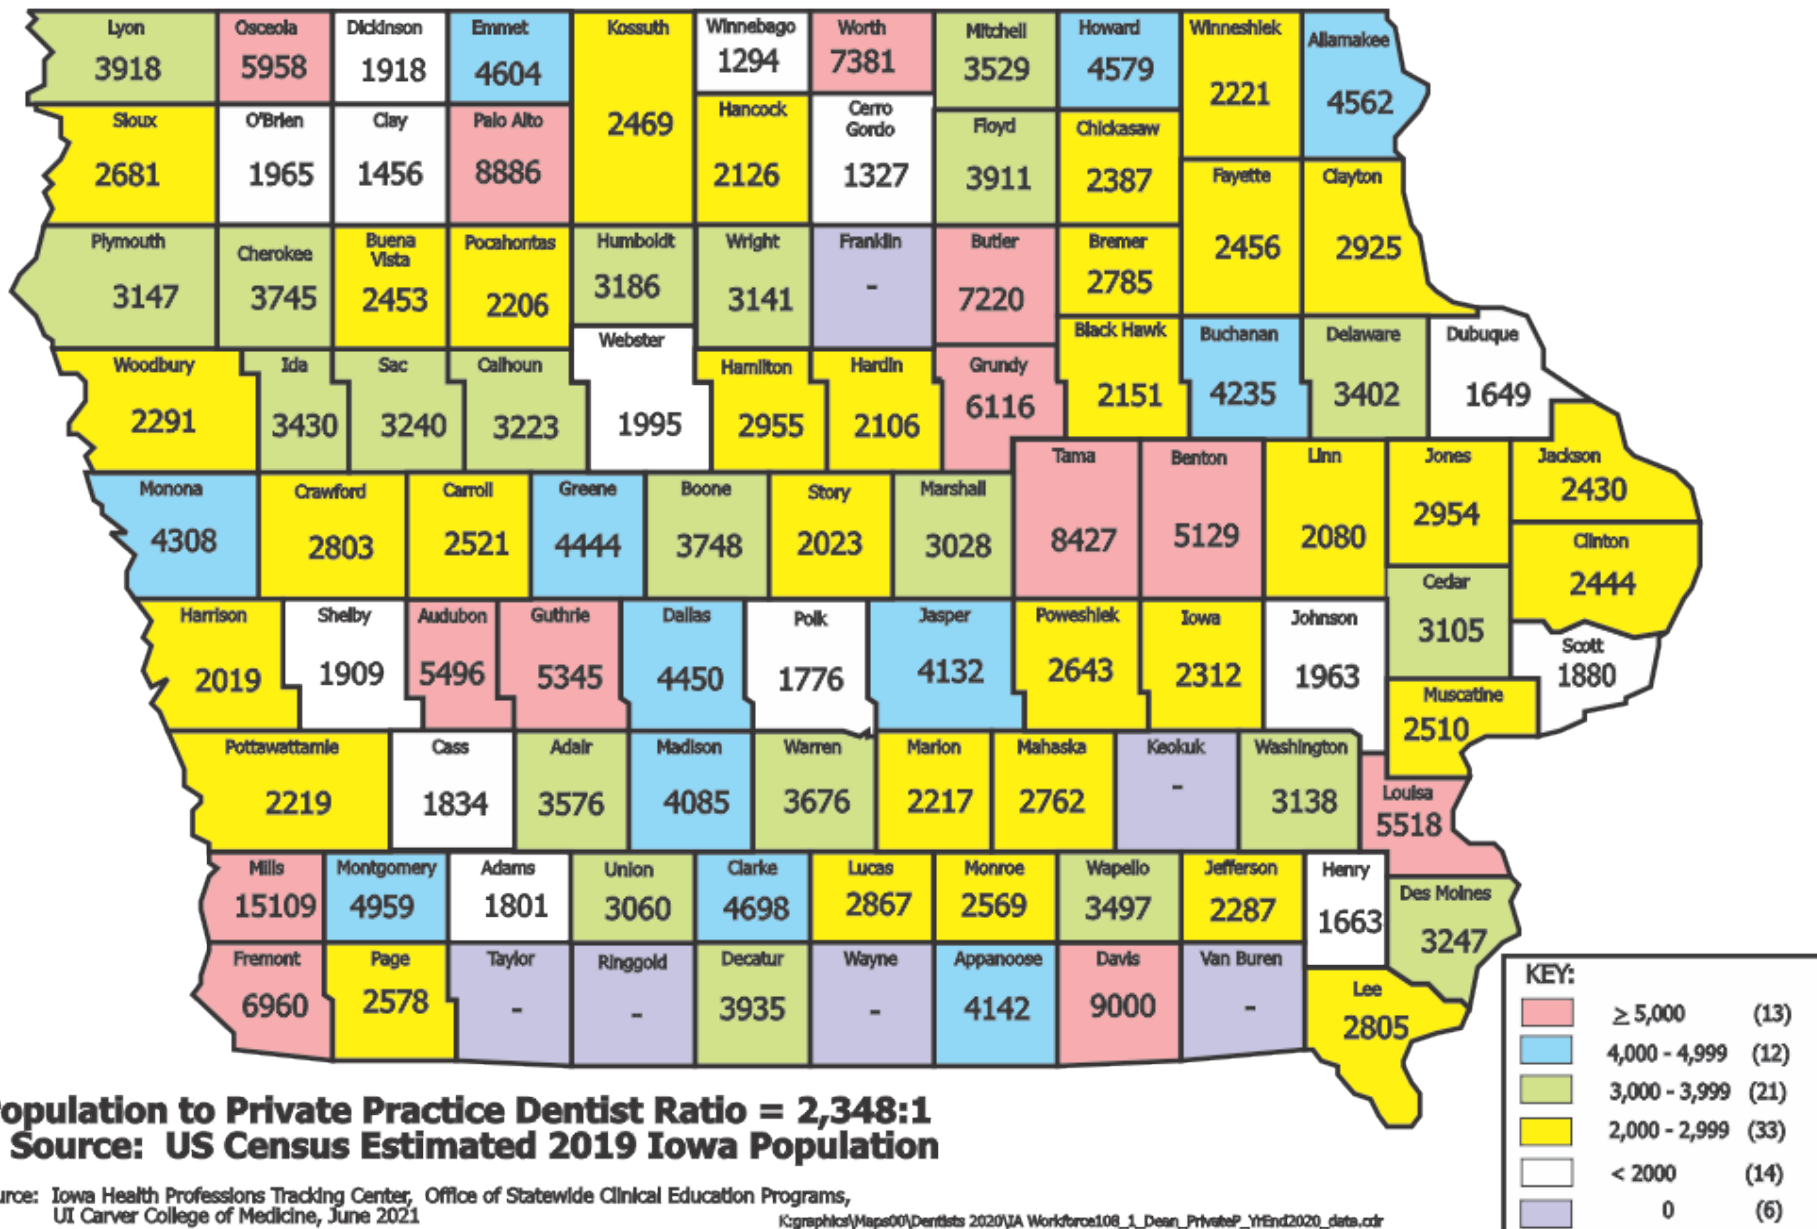 Lyon
3918
Osceola
5958
Dickinson
1918
Emmet
4604
Kossuth
2469
Winnebago
1294
Worth
7381
Mitchell
3529
Howard
4579
Winneshiek
2221
Allamakee
4562
Sioux
2681
O'Brien
1965
Clay
1456
Palo Alto
8886
Hancock
2126
Cerro
Gordo
1327
Floyd
3911
Chickasaw
2387
Fayette
2456
Clayton
2925
Plymouth
3147
Cherokee
3745
Buena
Vista
2453
Pocahontas
2206
Humboldt
3186
Wright
3141
Franklin
-
Butler
7220
Bremer
2785
Woodbury
2291
Ida
3430
Sac
3240
Calhoun
3223
Webster
1995
Hamilton
2955
Hardin
2106
Grundy
6116
Black Hawk
2151
Buchanan
4235
Delaware
3402
Dubuque
1649
Monona
4308
Crawford
2803
Carroll
2521
Greene
4444
Boone
3748
Story
2023
Marshall
3028
Tama
8427
Benton
5129
Linn
2080
Jones
2954
Jackson
2430
Clinton
2444
Cedar
3105
Harrison
2019
Shelby
1909
Audubon
5496
Guthrie
5345
Dallas
4450
Polk
1776
Jasper
4132
Poweshiek
2643
Iowa
2312
Johnson
1963
Scott
1880
Muscatine
2510
Pottawattamie
2219
Cass
1834
Adair
3576
Madison
4085
Warren
3676
Marion
2217
Mahaska
2762
Keokuk
-
Washington
3138
Louisa
5518
Mills
15109
Montgomery
4959
Adams
1801
Union
3060
Clarke
4698
Lucas
2867
Monroe
2569
Wapello
3497
Jefferson
2287
Henry
1663
Des Moines
3247
Fremont
6960
Page
2578
Taylor
-
Ringgold
-
Decatur
3935
Wayne
-
Appanoose
4142
Davis
9000
Van Buren
-
Lee
2805
KEY:
≥ 5,000 (13)
4,000 - 4,999 (12)
3,000 - 3,999 (21)
2,000 - 2,999 (33)
< 2000 (14)
0 (6)
opulation to Private Practice Dentist Ratio = 2,348:1
Source: US Census Estimated 2019 Iowa Population
urce: Iowa Health Professions Tracking Center, Office of Statewide Clinical Education Programs,
UI Carver College of Medicine, June 2021
K:graphics\Maps00\Dentists 2020\IA Workforce108_1_Dean_PrivateP_YrEnd2020_data.cdr